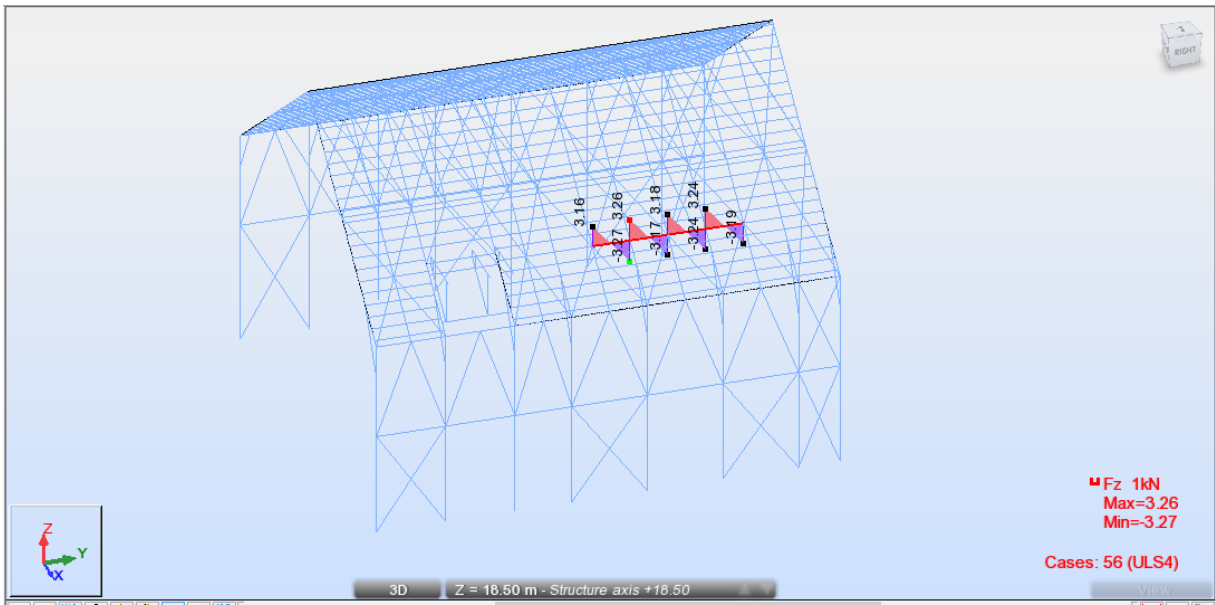 RIGHT
3.16
3.26
3.18
3.24
-3.27
-3.17
-3.24
-3.19
Fz 1kN
Max=3.26
Min=-3.27
Cases: 56 (ULS4)
Z
Y
X
3D
Z = 18.50 m - Structure axis +18.50
View